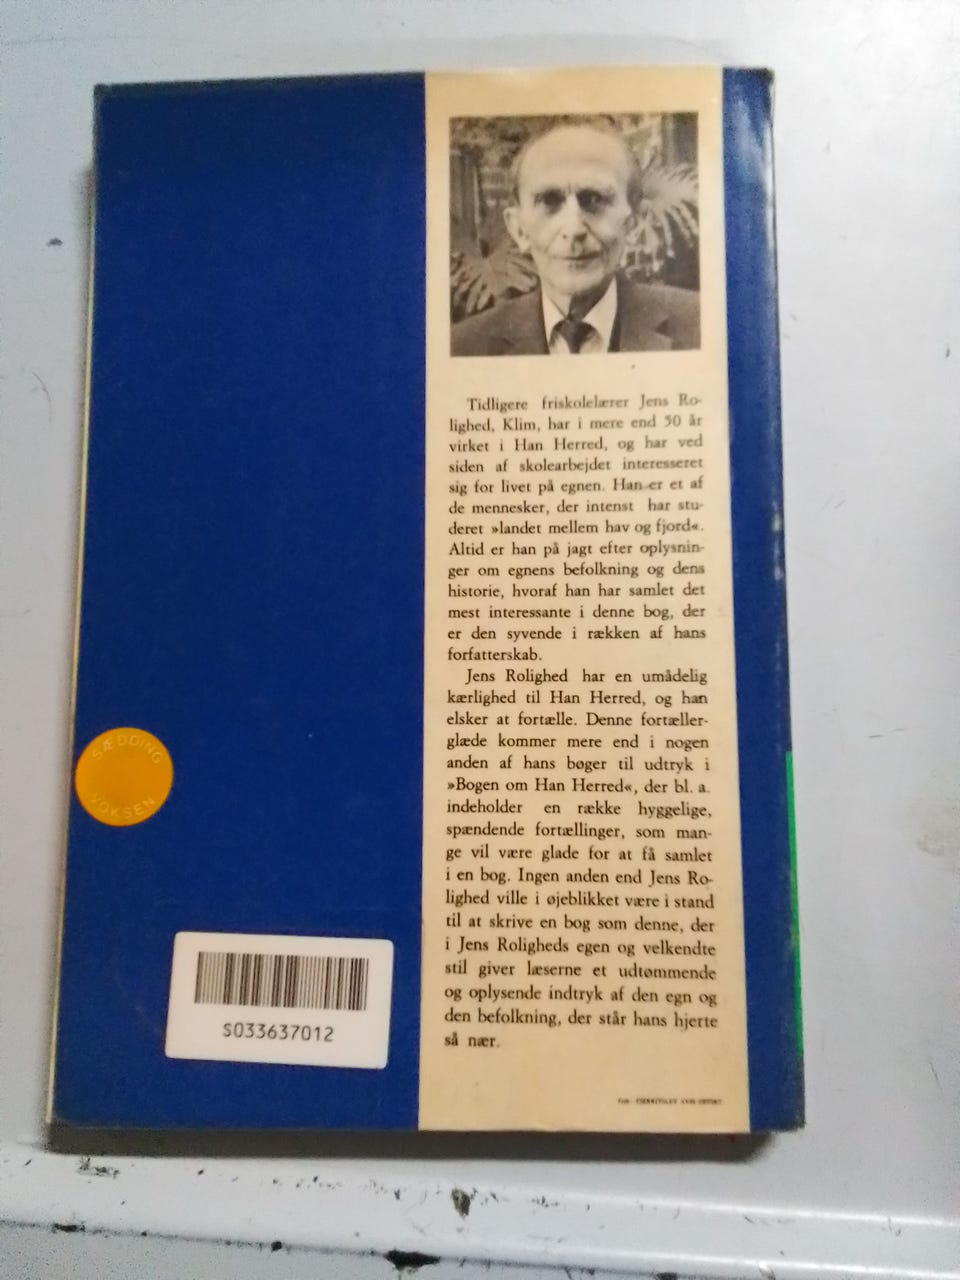 Tidligere friskolelærer Jens Ro-
lighed, Klim, har i mere end 50 år
virket i Han Herred, og har ved
siden af skolearbejdet interesseret
sig for livet på egnen. Han er et af
de mennesker, der intenst har stu-
deret »landet mellem hav og fjord«.
Altid er han på jagt efter oplysnin-
ger om egnens befolkning og dens
historie, hvoraf han har samlet det
mest interessante i denne bog, der
er den syvende i rækken af hans
forfatterskab.
Jens Rolighed har en umådelig
kærlighed til Han Herred, og han
elsker at fortælle. Denne fortæller-
glæde kommer mere end i nogen
anden af hans bøger til udtryk i
»Bogen om Han Herred«, der bl. a.
indeholder en række hyggelige,
spændende fortællinger, som man-
ge vil være glade for at få samlet
i en bog. Ingen anden end Jens Ro-
lighed ville i øjeblikket være i stand
til at skrive en bog som denne, der
i Jens Roligheds egen og velkendte
stil giver læserne et udtømmende
og oplysende indtryk af den egn og
den befolkning, der står hans hjerte
så nær.
SÆDDING
VOKSEN
S033637012